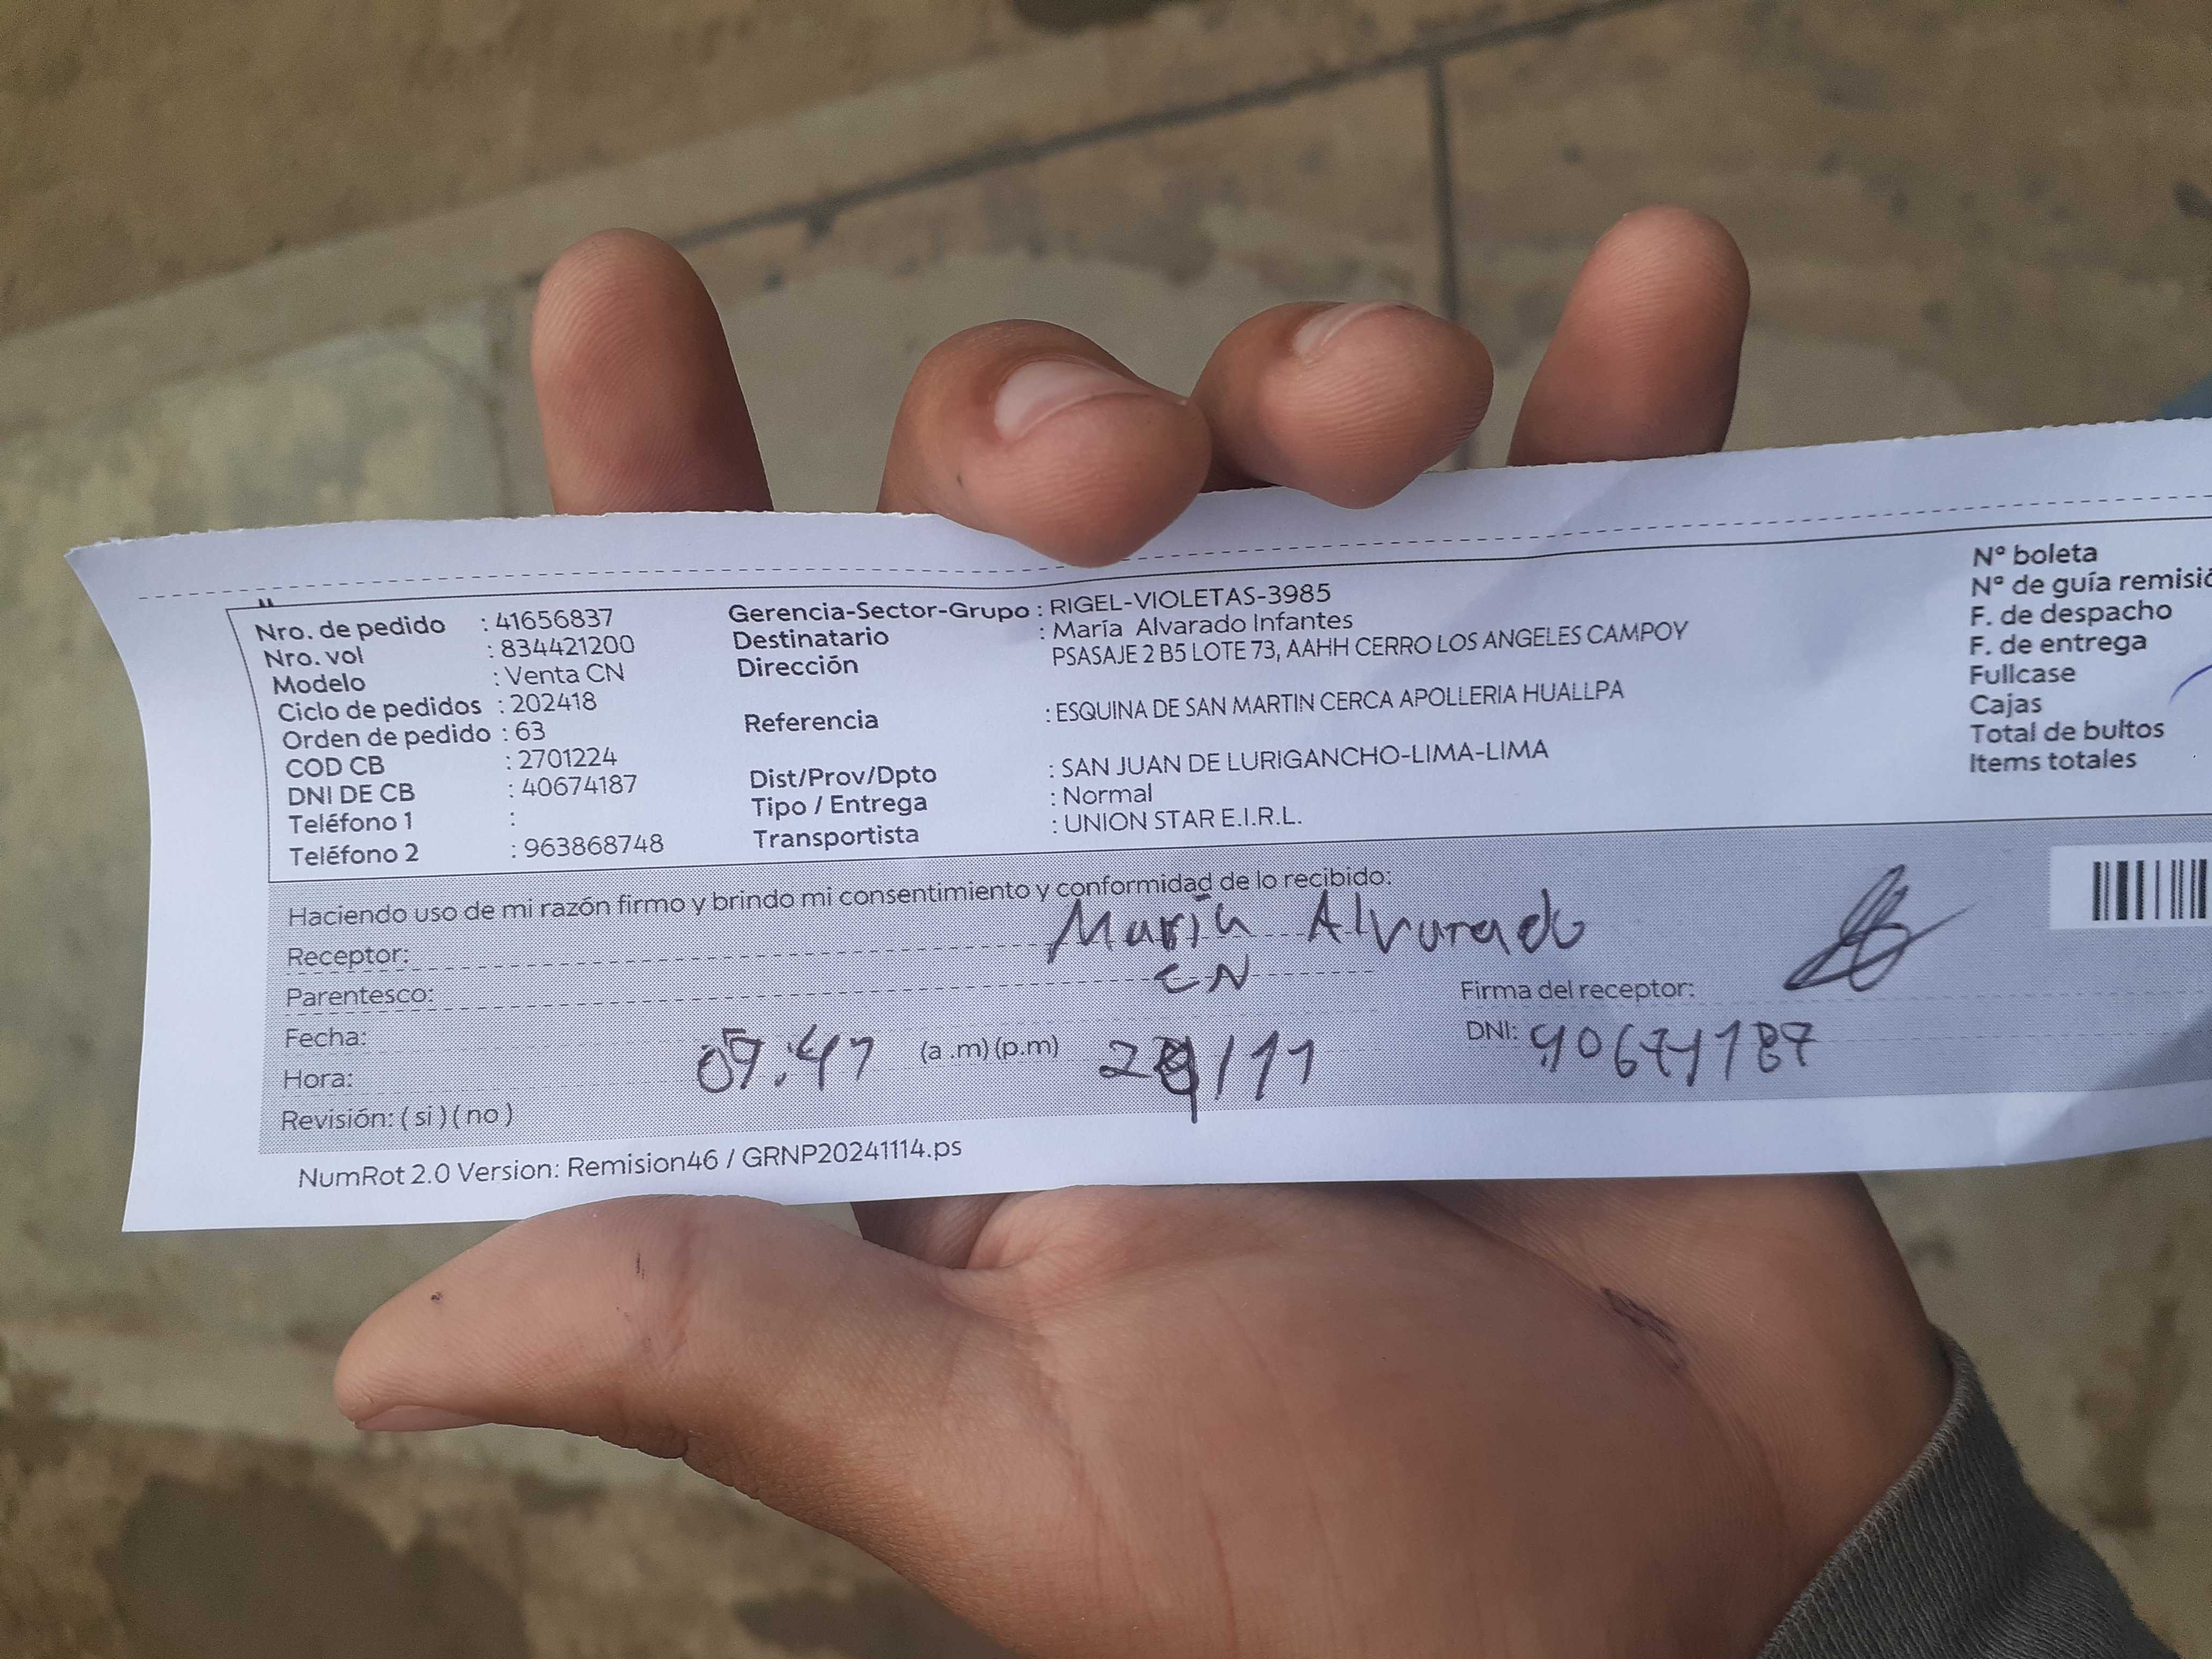 Nro. de pedido : 41656837
Nro. vol : 834421200
Modelo : Venta CN
Ciclo de pedidos : 202418
Orden de pedido : 63
COD CB : 2701224
DNI DE CB : 40674187
Teléfono 1 :
Teléfono 2 : 963868748
Gerencia-Sector-Grupo : RIGEL-VIOLETAS-3985
Destinatario : María Alvarado Infantes
Dirección PSASAJE 2 B5 LOTE 73, AAHH CERRO LOS ANGELES CAMPOY
Referencia : ESQUINA DE SAN MARTIN CERCA APOLLERIA HUALLPA
Dist/Prov/Dpto : SAN JUAN DE LURIGANCHO-LIMA-LIMA
Tipo / Entrega : Normal
Transportista : UNION STAR E.I.R.L.
N° boleta
N° de guía remisió
F. de despacho
F. de entrega
Fullcase
Cajas
Total de bultos
Items totales
Haciendo uso de mi razón firmo y brindo mi consentimiento y conformidad de lo recibido:
Receptor: María Alvarado
Parentesco: CN
Firma del receptor:
Fecha:
Hora: 09:47 (a .m) (p.m) /11
DNI: 40674187
Revisión: ( si ) ( no )
NumRot 2.0 Version: Remision46 / GRNP20241114.ps